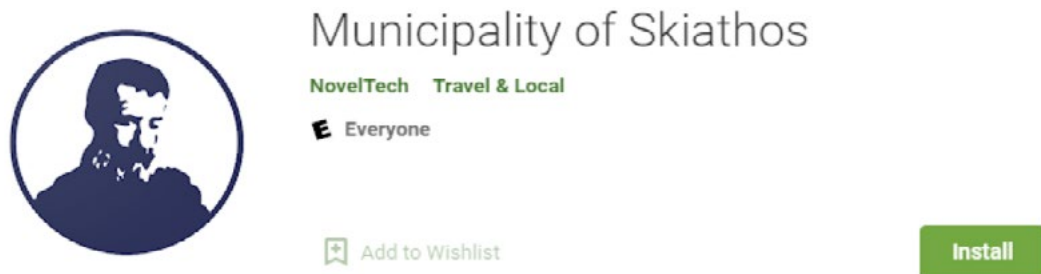 Municipality of Skiathos
NovelTech Travel & Local
E Everyone
Add to Wishlist
Install